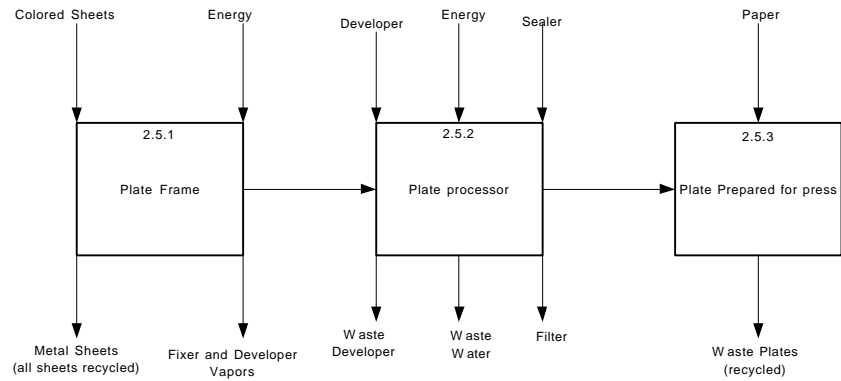 Colored Sheets
Energy
Developer
Energy
Sealer
Paper
2.5.1
Plate Frame
2.5.2
Plate processor
2.5.3
Plate Prepared for press
Metal Sheets
(all sheets recycled)
Fixer and Developer
Vapors
Waste
Developer
Waste
Water
Filter
Waste Plates
(recycled)